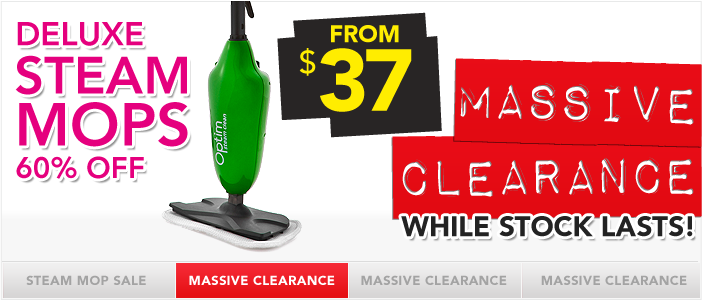 DELUXE
STEAM
MOPS
60% OFF
Optim
steam clean
FROM
$37
MASSIVE
CLEARANCE
WHILE STOCK LASTS!
STEAM MOP SALE
MASSIVE CLEARANCE
MASSIVE CLEARANCE
MASSIVE CLEARANCE